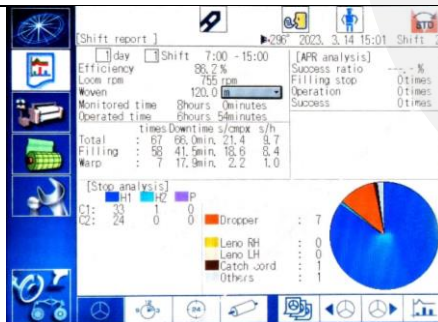 [Shift report ]
296° 2023. 3.14 15:01 Shift
1 day 1 Shift 7:00 - 15:00
Efficiency 86.2 %
Loom rpm 755 rpm
Woven 120.0 m
Monitored time 8hours 0minutes
Operated time 6hours 54minutes
times Downtime s/cmpx s/h
Total : 67 66.0min. 21.4 9.7
Filling : 58 41.5min. 18.6 8.4
Warp : 7 17.9min. 2.2 1.0
[APR analysis]
Success ratio ---.-%
Filling stop 0times
Operation 0times
Success 0times
[Stop analysis]
H1 H2 P
C1: 33 1 0
C2: 24 0 0
Dropper : 7
Leno RH : 0
Leno LH : 0
Catch cord : 1
Others : 1